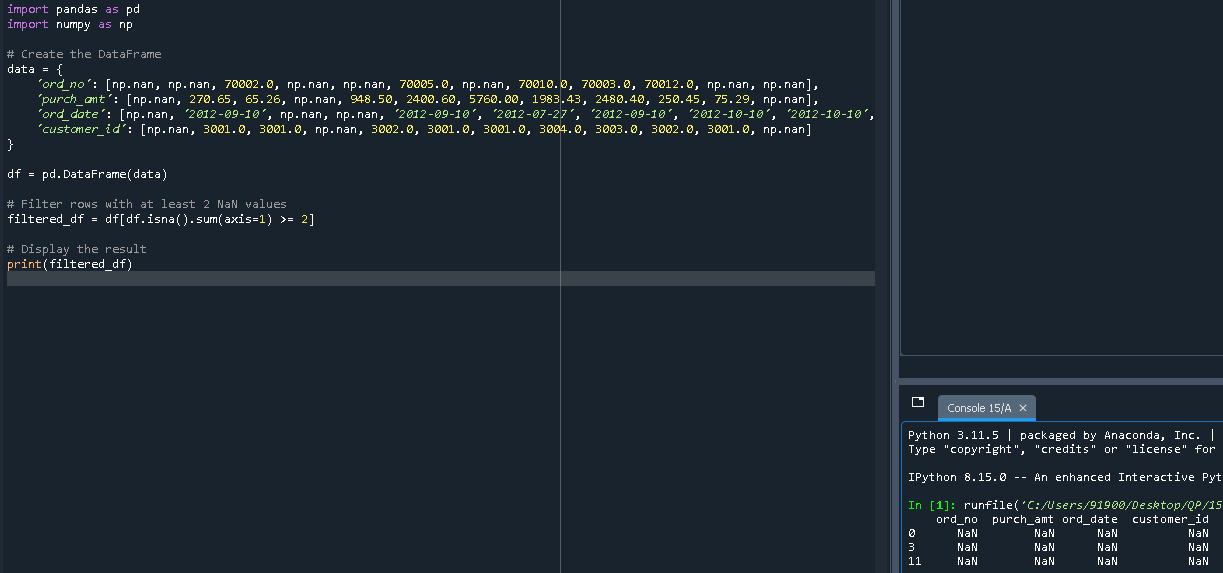 import pandas as pd
import numpy as np
# Create the DataFrame
data = {
'ord_no': [np.nan, np.nan, 70002.0, np.nan, np.nan, 70005.0, np.nan, 70010.0, 70003.0, 70012.0, np.nan, np.nan],
'purch_amt': [np.nan, 270.65, 65.26, np.nan, 948.50, 2400.60, 5760.00, 1983.43, 2480.40, 250.45, 75.29, np.nan],
'ord_date': [np.nan, '2012-09-10', np.nan, np.nan, '2012-09-10', '2012-07-27', '2012-09-10', '2012-10-10', '2012-10-10',
'customer_id': [np.nan, 3001.0, 3001.0, np.nan, 3002.0, 3001.0, 3001.0, 3004.0, 3003.0, 3002.0, 3001.0, np.nan]
}
df = pd.DataFrame(data)
# Filter rows with at least 2 NaN values
filtered_df = df[df.isna().sum(axis=1) >= 2]
# Display the result
print(filtered_df)
Console 15/A ×
Python 3.11.5 | packaged by Anaconda, Inc. |
Type "copyright", "credits" or "license" for
IPython 8.15.0 -- An enhanced Interactive Pyt
In [1]: runfile('C:/Users/91900/Desktop/QP/15
ord_no purch_amt ord_date customer_id
0 NaN NaN NaN NaN
3 NaN NaN NaN NaN
11 NaN NaN NaN NaN